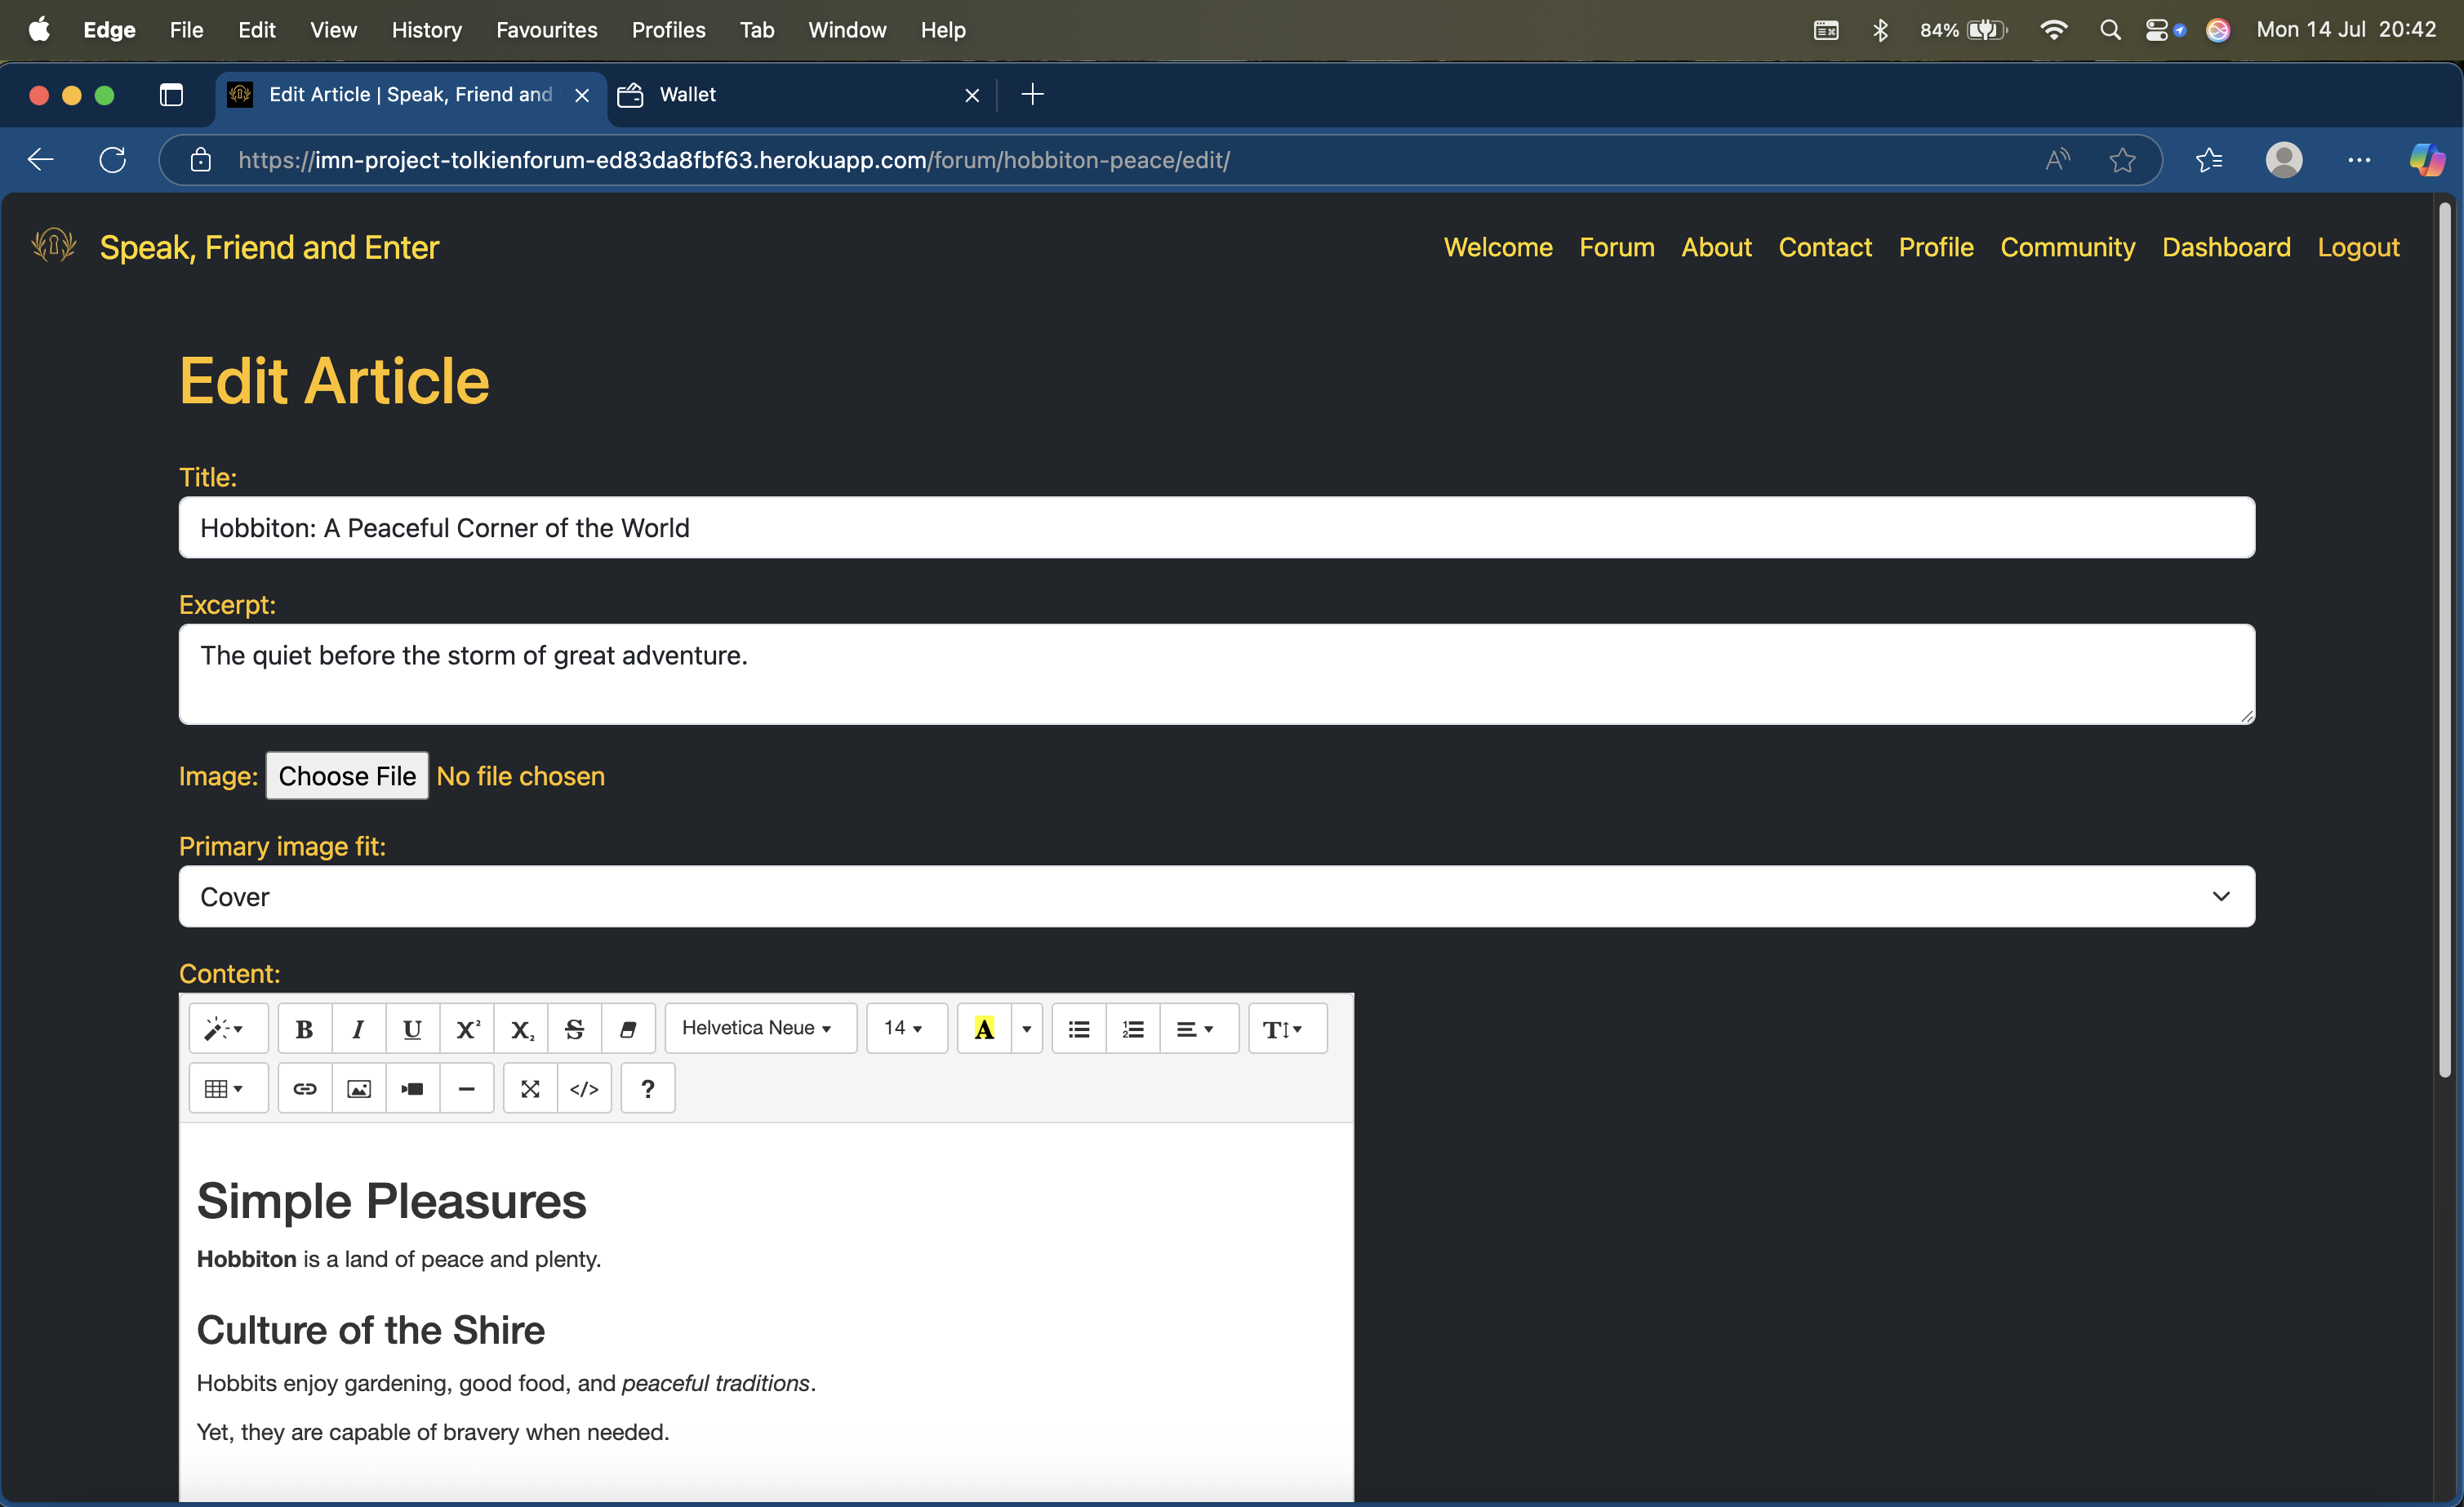 Edge File Edit View History Favourites Profiles Tab Window Help 84% Mon 14 Jul 20:42
Edit Article | Speak, Friend and Wallet
https://imn-project-tolkienforum-ed83da8fbf63.herokuapp.com/forum/hobbiton-peace/edit/
Speak, Friend and Enter Welcome Forum About Contact Profile Community Dashboard Logout
Edit Article
Title:
Hobbiton: A Peaceful Corner of the World
Excerpt:
The quiet before the storm of great adventure.
Image: Choose File No file chosen
Primary image fit:
Cover
Content:
B I U X² X₂ S Helvetica Neue 14 A T
</> ?
Simple Pleasures
Hobbiton is a land of peace and plenty.
Culture of the Shire
Hobbits enjoy gardening, good food, and peaceful traditions.
Yet, they are capable of bravery when needed.